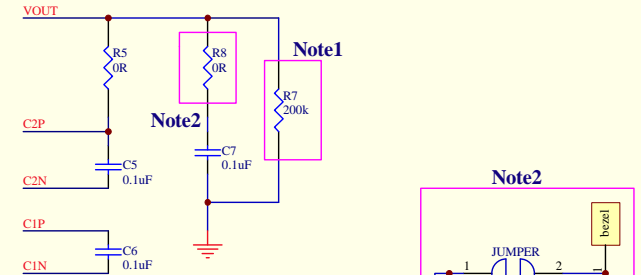 VOUT
R5
0R
R8
0R
Note1
R7
200k
Note2
C2P
C5
0.1uF
C2N
C7
0.1uF
C1P
C6
0.1uF
C1N
Note2
bezel
JUMPER
1
2
1